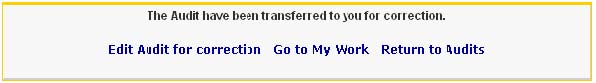 The Audit have been transferred to you for correction.
Edit Audit for correction Go to My Work Return to Audits